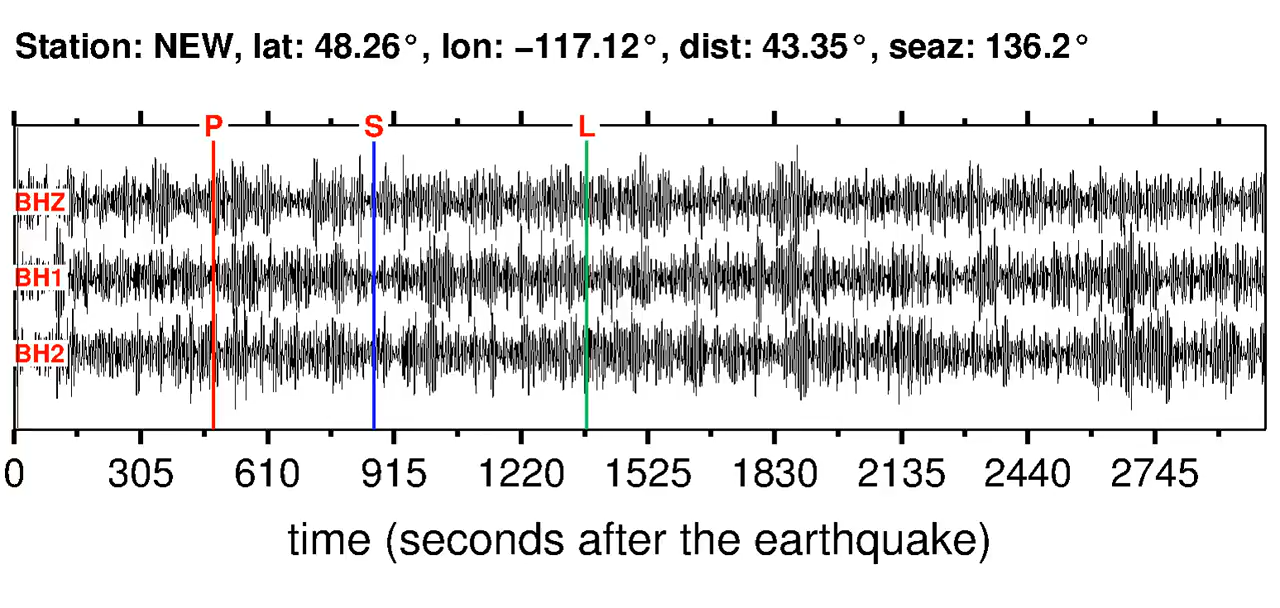 Station: NEW, lat: 48.26°, lon: −117.12°, dist: 43.35°, seaz: 136.2°
P S L
BHZ
BH1
BH2
0 305 610 915 1220 1525 1830 2135 2440 2745
time (seconds after the earthquake)